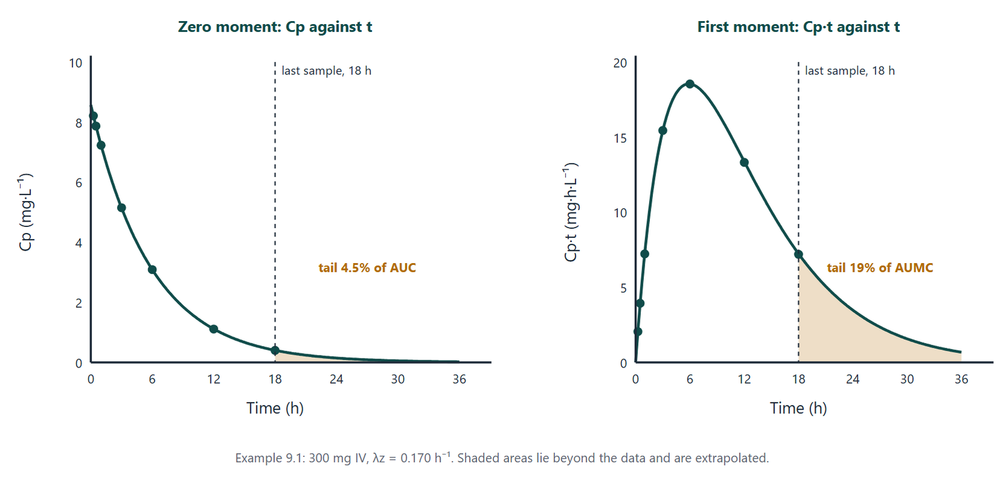 Zero moment: Cp against t
10
8
6
4
2
0
Cp (mg·L⁻¹)
last sample, 18 h
tail 4.5% of AUC
0 6 12 18 24 30 36
Time (h)
First moment: Cp·t against t
20
15
10
5
0
Cp·t (mg·h·L⁻¹)
last sample, 18 h
tail 19% of AUMC
0 6 12 18 24 30 36
Time (h)
Example 9.1: 300 mg IV, λz = 0.170 h⁻¹. Shaded areas lie beyond the data and are extrapolated.